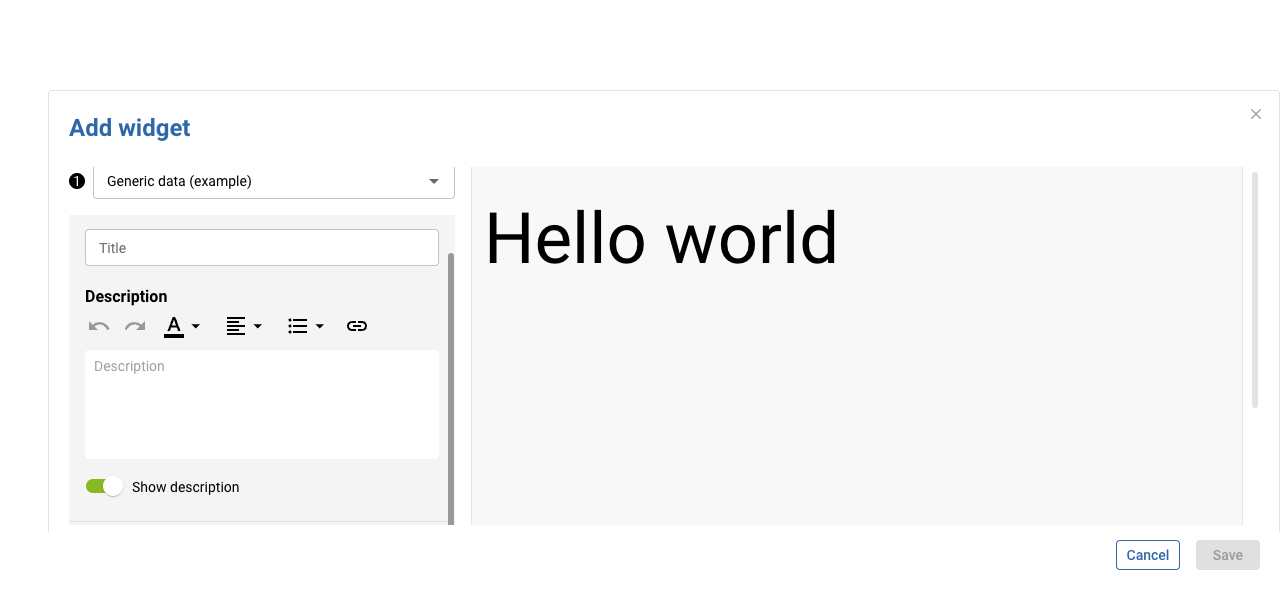 Add widget
1 Generic data (example)
Title
Description
A
Description
Show description
Hello world
Cancel Save